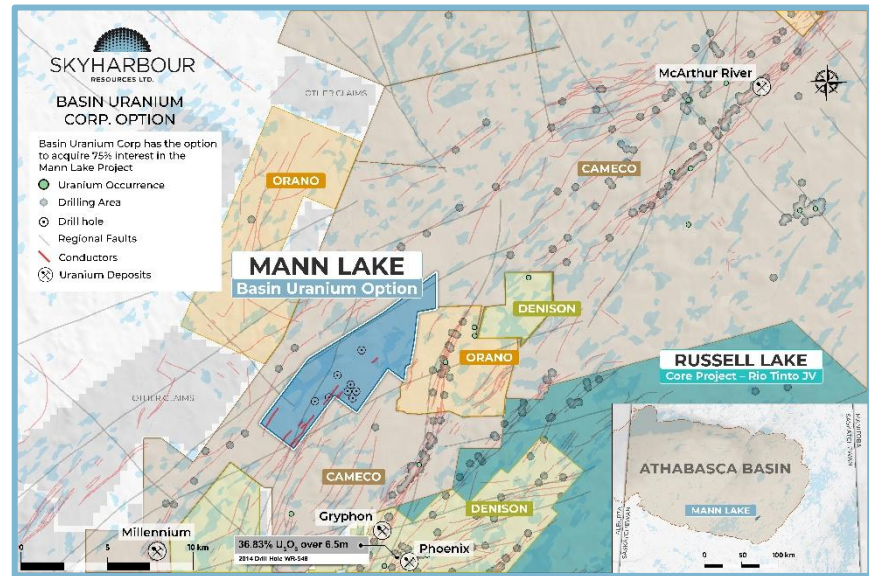 SKYHARBOUR
RESOURCES LTD.
BASIN URANIUM
CORP. OPTION
Basin Uranium Corp has the option
to acquire 75% interest in the
Mann Lake Project
Uranium Occurrence
Drilling Area
Drill hole
Regional Faults
Conductors
Uranium Deposits
OTHER CLAIMS
McArthur River
ORANO
CAMECO
MANN LAKE
Basin Uranium Option
DENISON
ORANO
RUSSELL LAKE
Core Project – Rio Tinto JV
OTHER CLAIMS
CAMECO
DENISON
Gryphon
Millennium
36.83% U3O8 over 6.5m
2014 Drill Hole WR-548
Phoenix
0 5 10 km
ATHABASCA BASIN
MANN LAKE
ALBERTA
SASKATCHEWAN
SASKATCHEWAN
MANITOBA
0 50 100 km